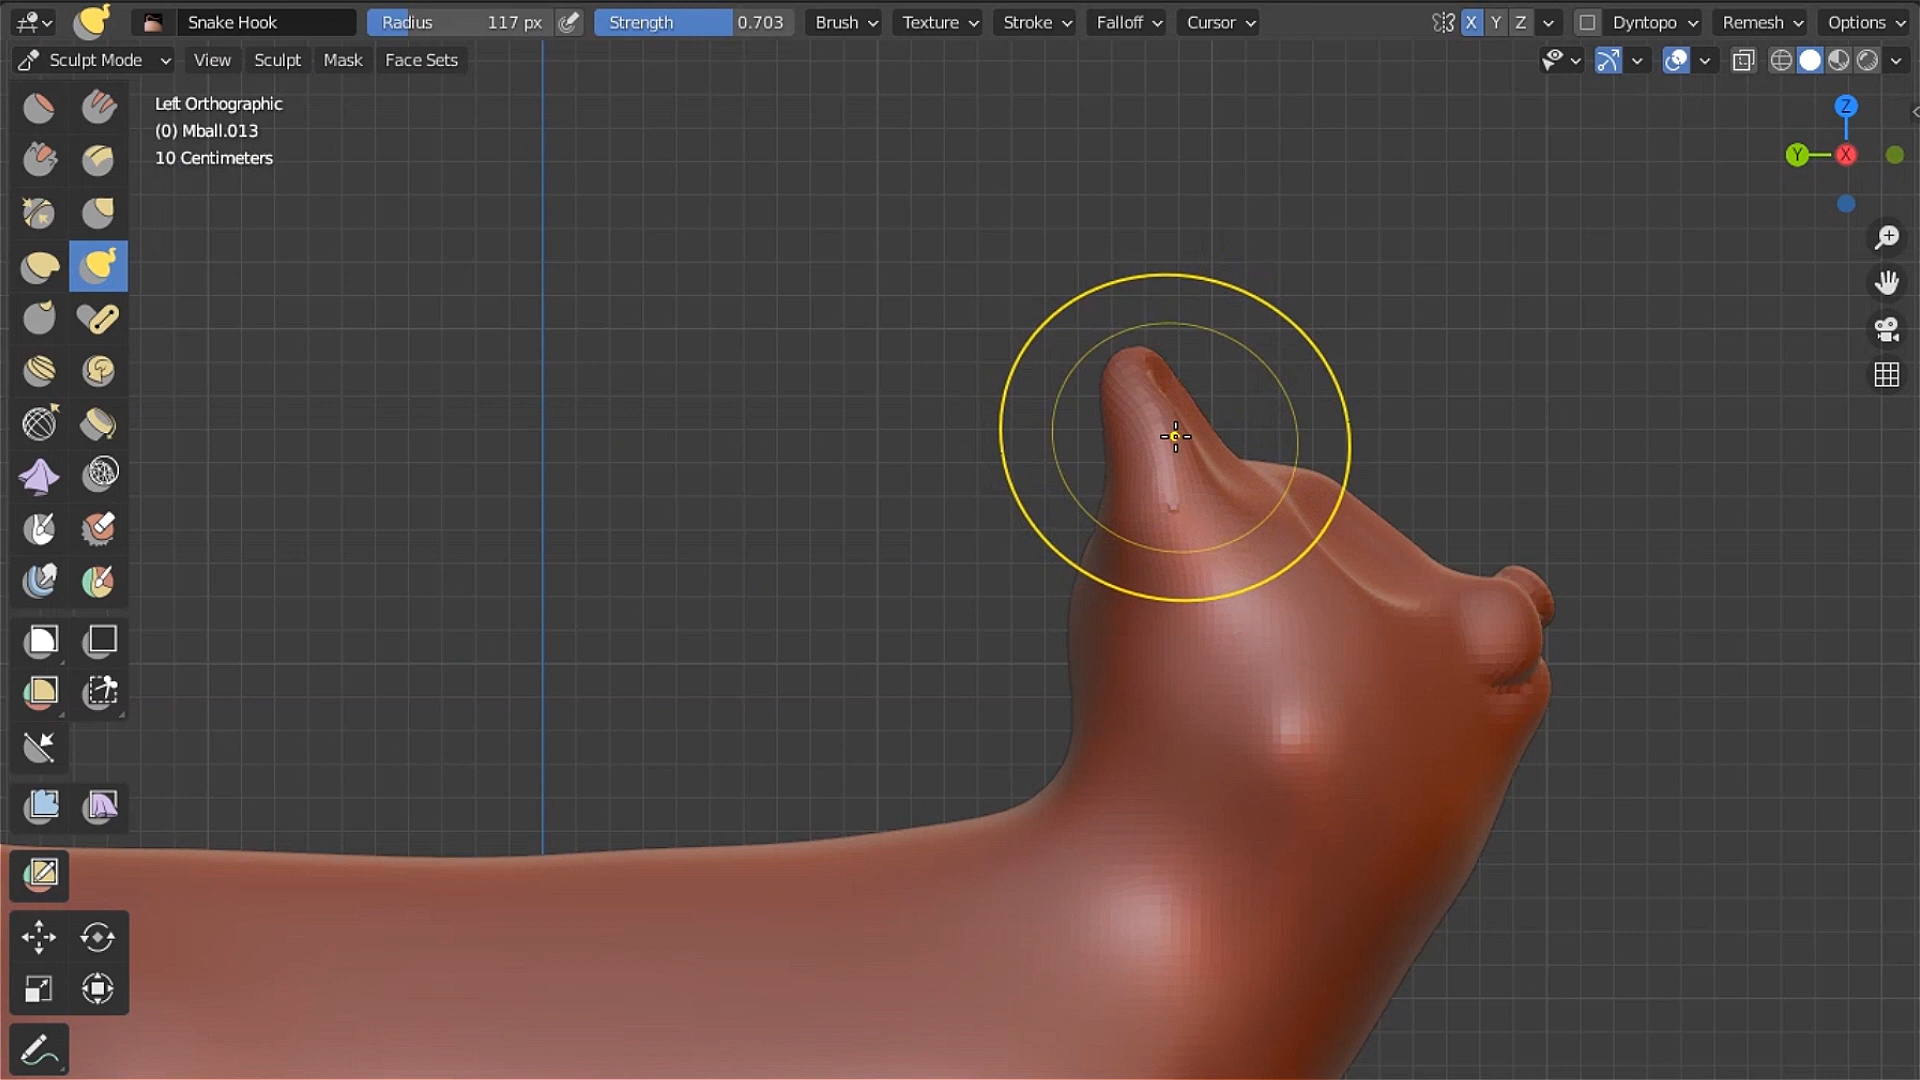 Snake Hook Radius 117 px Strength 0.703 Brush Texture Stroke Falloff Cursor X Y Z Dyntopo Remesh Options
Sculpt Mode View Sculpt Mask Face Sets
Left Orthographic
(0) Mball.013
10 Centimeters
Z
Y X